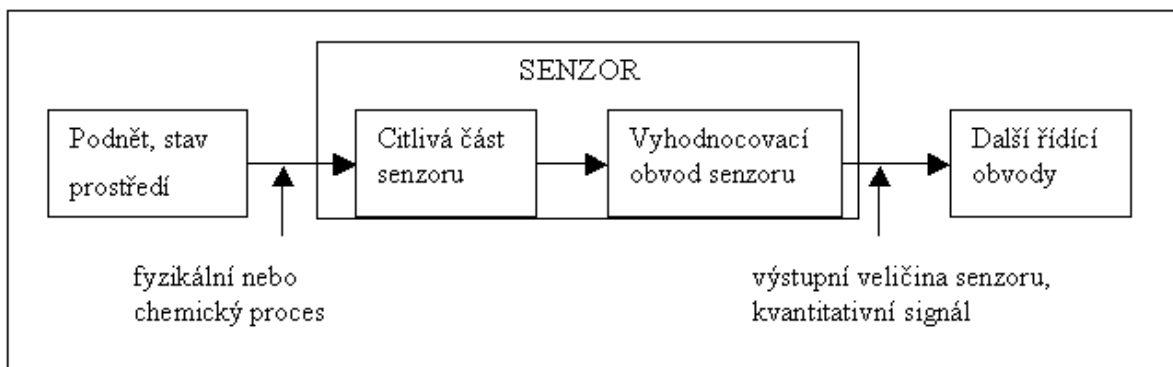 SENZOR
Podnět, stav
prostředí
Citlivá část
senzoru
Vyhodnocovací
obvod senzoru
Další řídící
obvody
fyzikální nebo
chemický proces
výstupní veličina senzoru,
kvantitativní signál